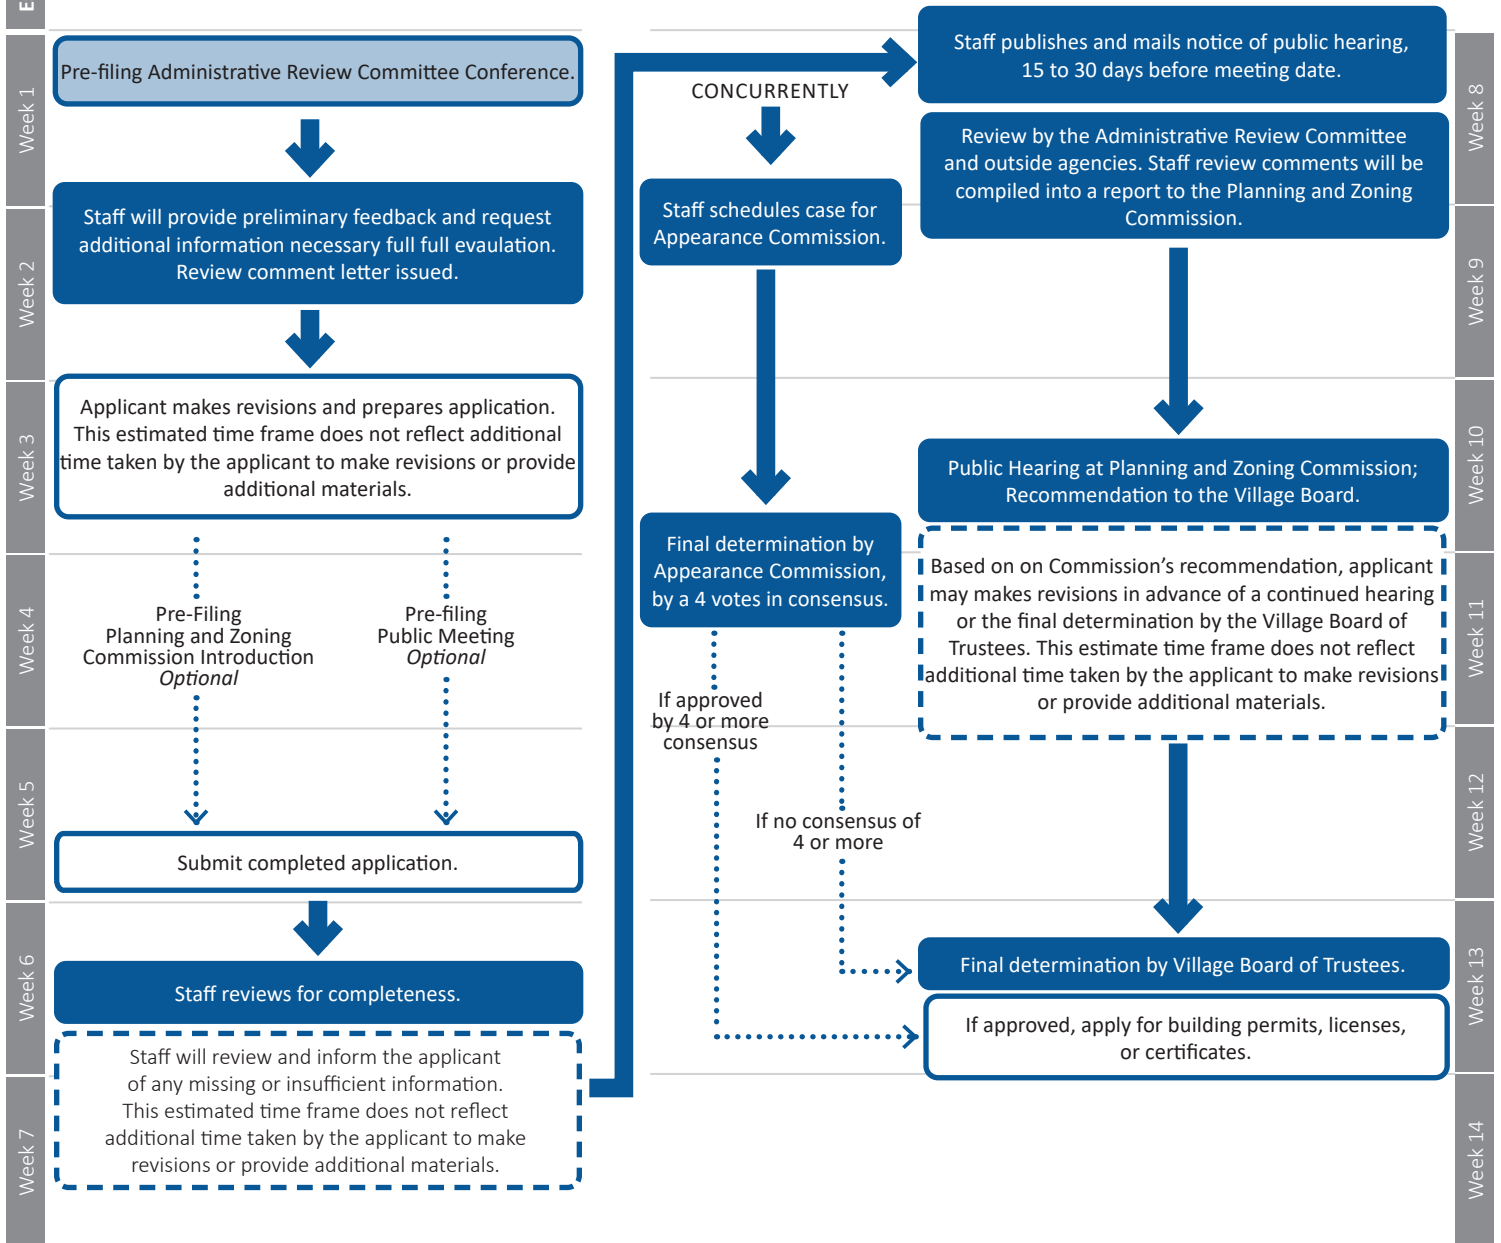 E
Week 1
Week 2
Week 3
Week 4
Week 5
Week 6
Week 7
Pre-filing Administrative Review Committee Conference.
Staff will provide preliminary feedback and request
additional information necessary full full evaulation.
Review comment letter issued.
Applicant makes revisions and prepares application.
This estimated time frame does not reflect additional
time taken by the applicant to make revisions or provide
additional materials.
Pre-Filing
Planning and Zoning
Commission Introduction
Optional
Pre-filing
Public Meeting
Optional
Submit completed application.
Staff reviews for completeness.
Staff will review and inform the applicant
of any missing or insufficient information.
This estimated time frame does not reflect
additional time taken by the applicant to make
revisions or provide additional materials.
CONCURRENTLY
Staff schedules case for
Appearance Commission.
Final determination by
Appearance Commission,
by a 4 votes in consensus.
If approved
by 4 or more
consensus
If no consensus of
4 or more
Staff publishes and mails notice of public hearing,
15 to 30 days before meeting date.
Review by the Administrative Review Committee
and outside agencies. Staff review comments will be
compiled into a report to the Planning and Zoning
Commission.
Public Hearing at Planning and Zoning Commission;
Recommendation to the Village Board.
Based on on Commission's recommendation, applicant
may makes revisions in advance of a continued hearing
or the final determination by the Village Board of
Trustees. This estimate time frame does not reflect
additional time taken by the applicant to make revisions
or provide additional materials.
Final determination by Village Board of Trustees.
If approved, apply for building permits, licenses,
or certificates.
Week 8
Week 9
Week 10
Week 11
Week 12
Week 13
Week 14